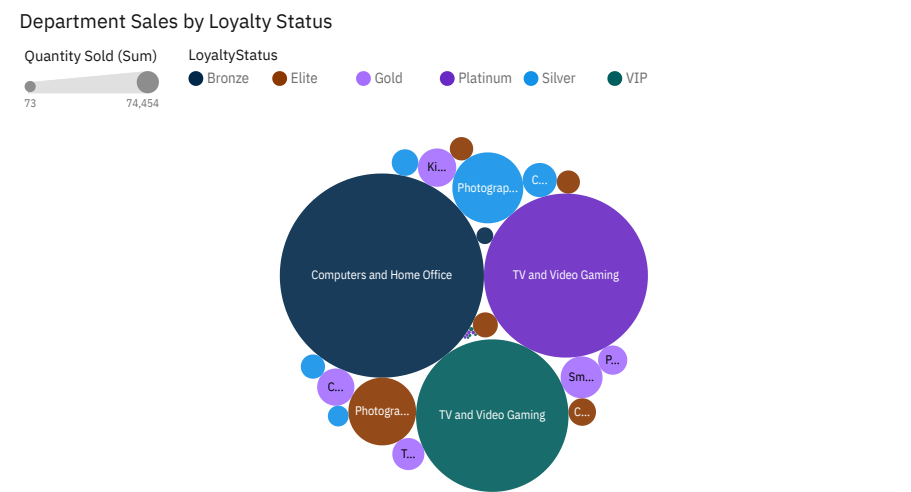 Department Sales by Loyalty Status
Quantity Sold (Sum)
73
74,454
LoyaltyStatus
Bronze
Elite
Gold
Platinum
Silver
VIP
Ki...
Photograp...
C...
Computers and Home Office
TV and Video Gaming
P...
Sm...
C...
Photogra...
TV and Video Gaming
C...
T...